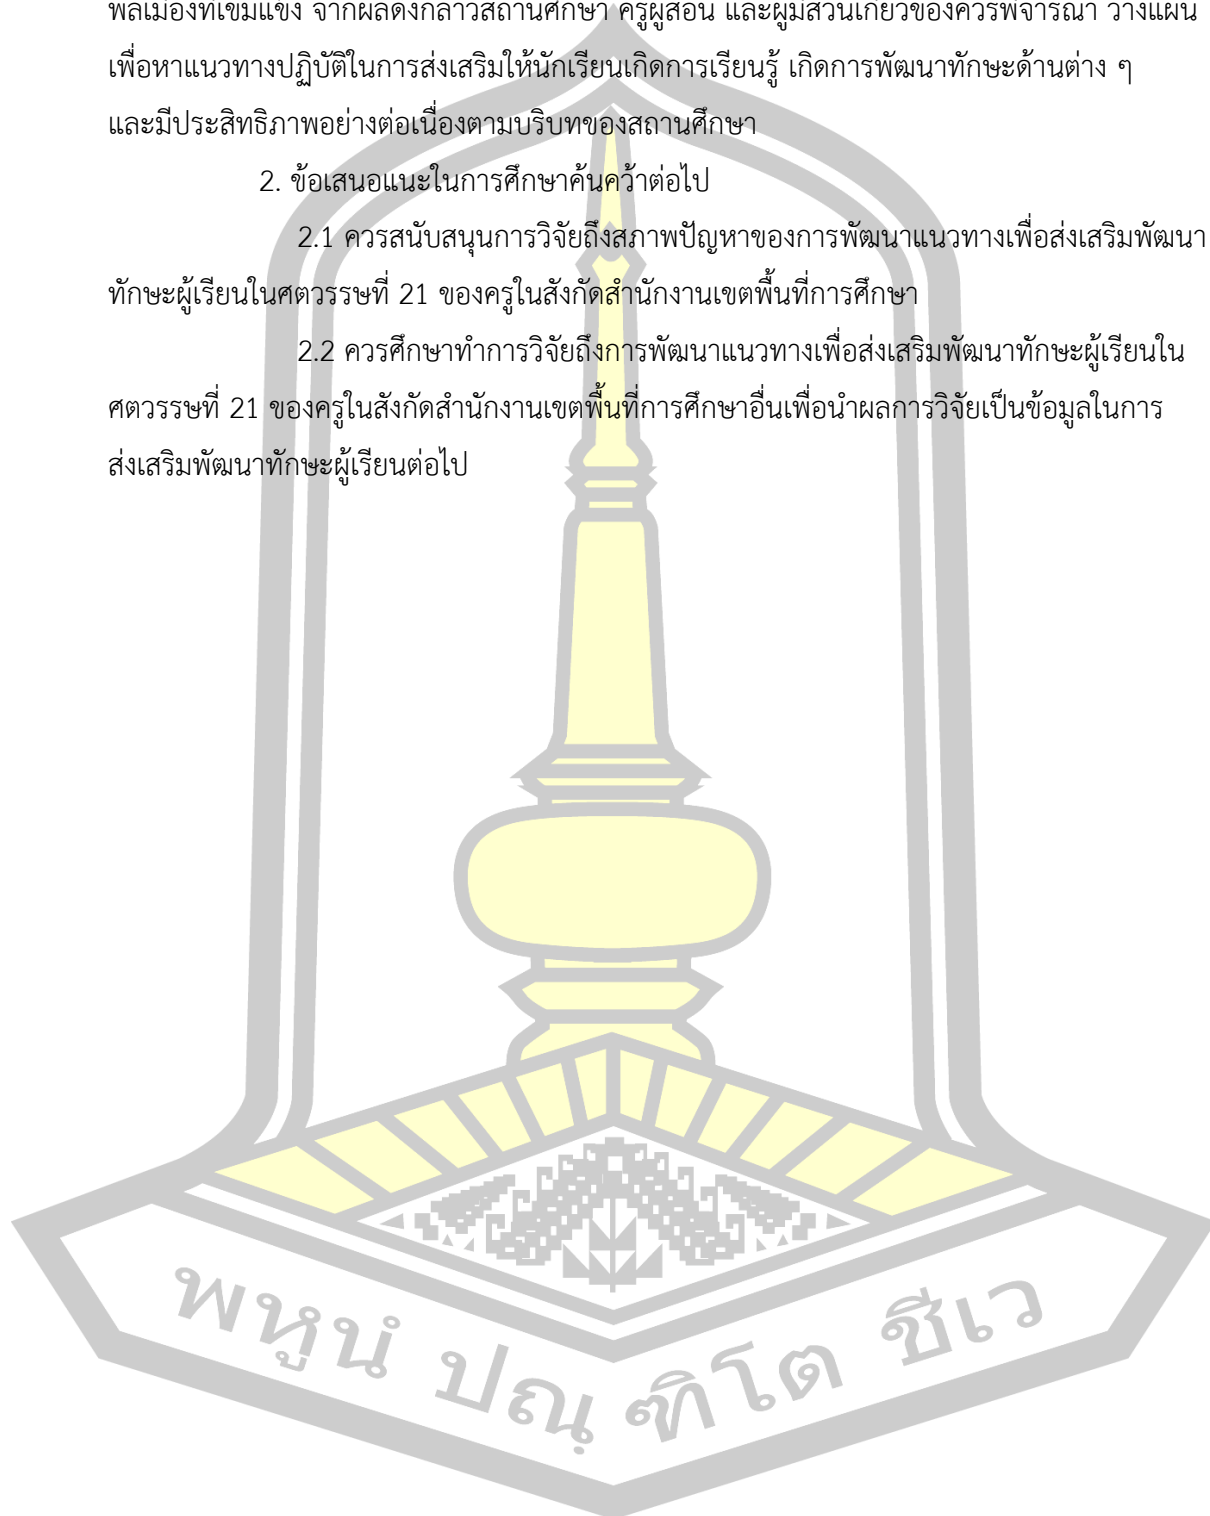 พลเมืองที่เข้มแข็ง จากผลดังกล่าวสถานศึกษา ครูผู้สอน และผู้มีส่วนเกี่ยวข้องควรพิจารณา วางแผน
เพื่อหาแนวทางปฏิบัติในการส่งเสริมให้นักเรียนเกิดการเรียนรู้ เกิดการพัฒนาทักษะด้านต่าง ๆ
และมีประสิทธิภาพอย่างต่อเนื่องตามบริบทของสถานศึกษา
2. ข้อเสนอแนะในการศึกษาค้นคว้าต่อไป
2.1 ควรสนับสนุนการวิจัยถึงสภาพปัญหาของการพัฒนาแนวทางเพื่อส่งเสริมพัฒนา
ทักษะผู้เรียนในศตวรรษที่ 21 ของครูในสังกัดสำนักงานเขตพื้นที่การศึกษา
2.2 ควรศึกษาทำการวิจัยถึงการพัฒนาแนวทางเพื่อส่งเสริมพัฒนาทักษะผู้เรียนใน
ศตวรรษที่ 21 ของครูในสังกัดสำนักงานเขตพื้นที่การศึกษาอื่นเพื่อนำผลการวิจัยเป็นข้อมูลในการ
ส่งเสริมพัฒนาทักษะผู้เรียนต่อไป
พหูนํ ปณฺฑิโต ชีเว